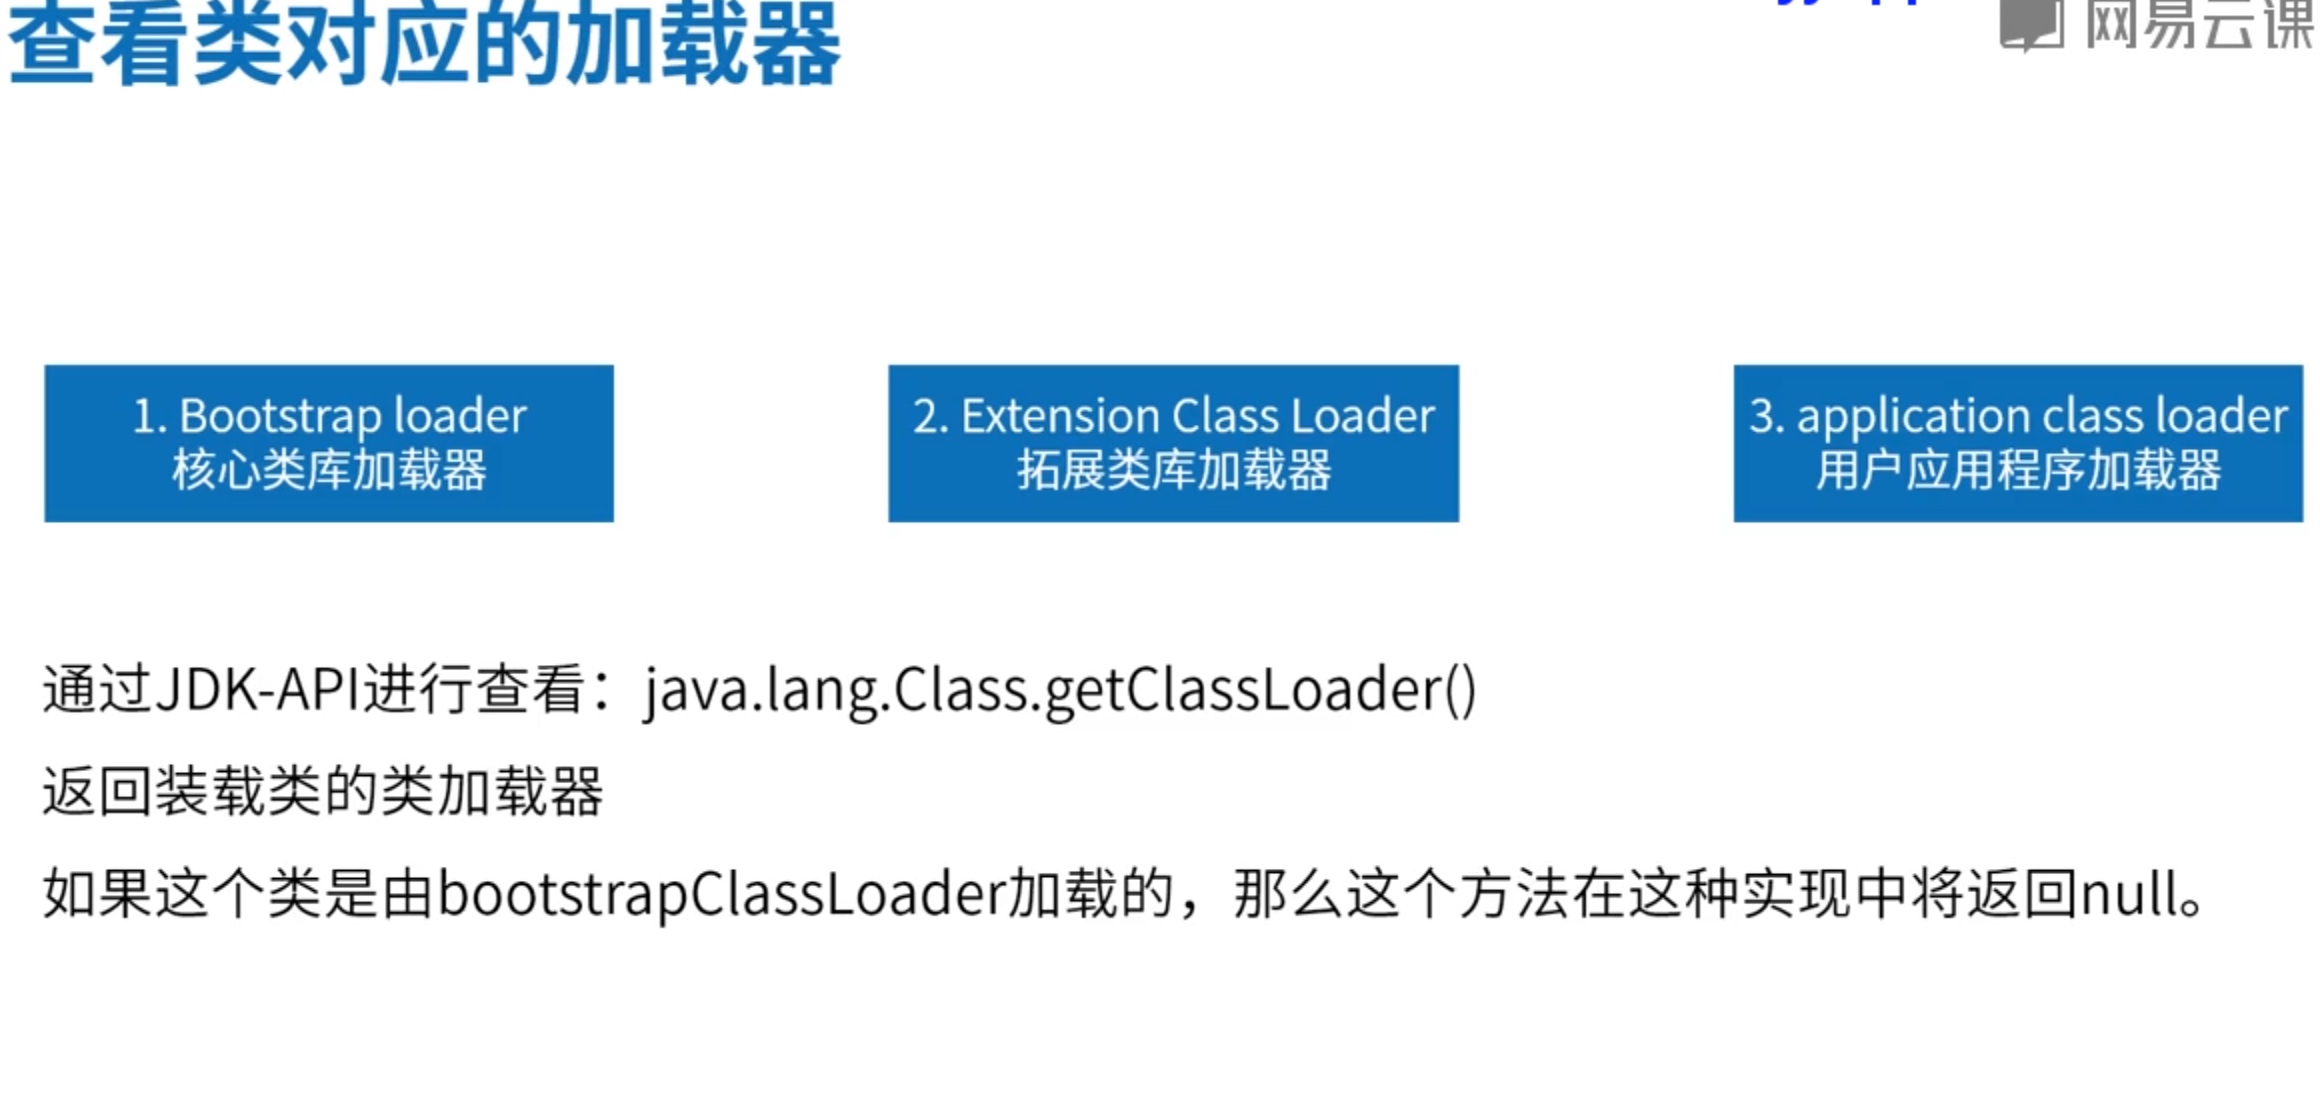 查看类对应的加载器
网易云课
1. Bootstrap loader
核心类库加载器
2. Extension Class Loader
拓展类库加载器
3. application class loader
用户应用程序加载器
通过JDK-API进行查看：java.lang.Class.getClassLoader()
返回装载类的类加载器
如果这个类是由bootstrapClassLoader加载的，那么这个方法在这种实现中将返回null。